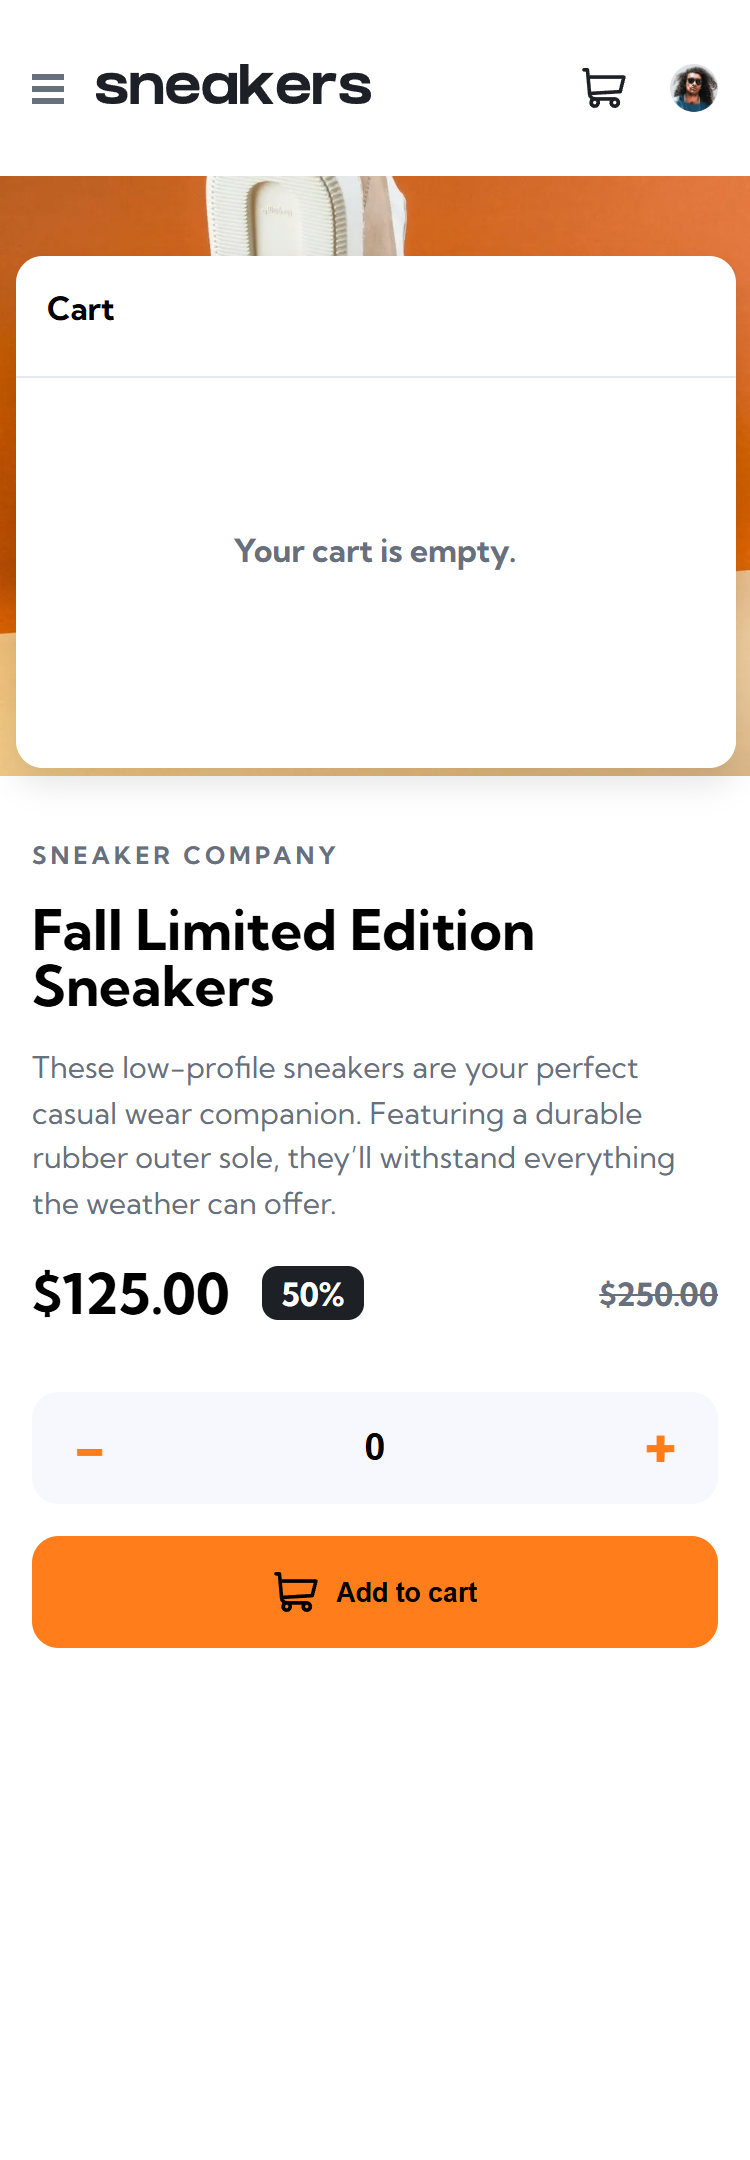 sneakers
Cart
Your cart is empty.
SNEAKER COMPANY
Fall Limited Edition
Sneakers
These low-profile sneakers are your perfect
casual wear companion. Featuring a durable
rubber outer sole, they’ll withstand everything
the weather can offer.
$125.00 50% $250.00
− 0 +
Add to cart